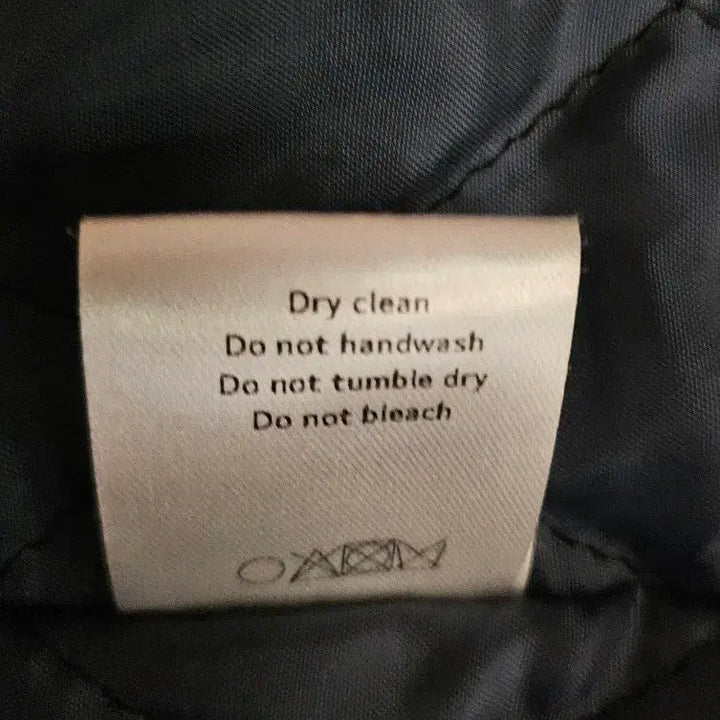 Dry clean
Do not handwash
Do not tumble dry
Do not bleach